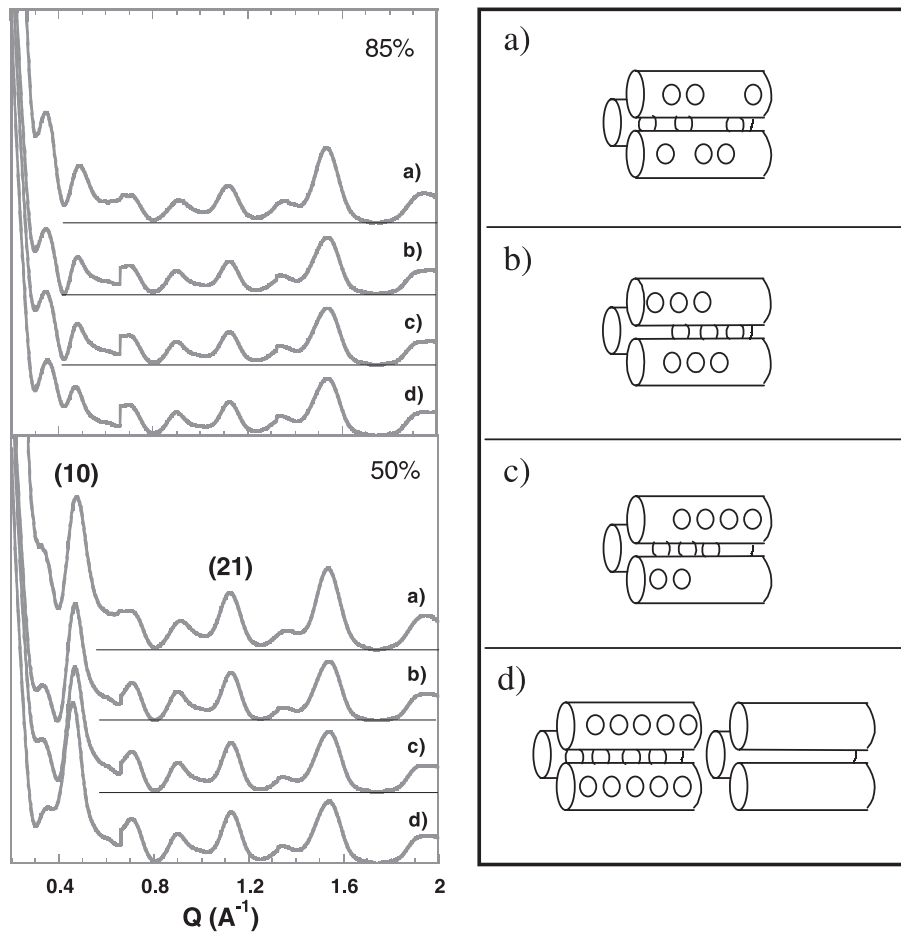 85%
a)
b)
c)
d)
(10)
50%
(21)
a)
b)
c)
d)
0.4 0.8 1.2 1.6 2
Q (A⁻¹)
a)
b)
c)
d)